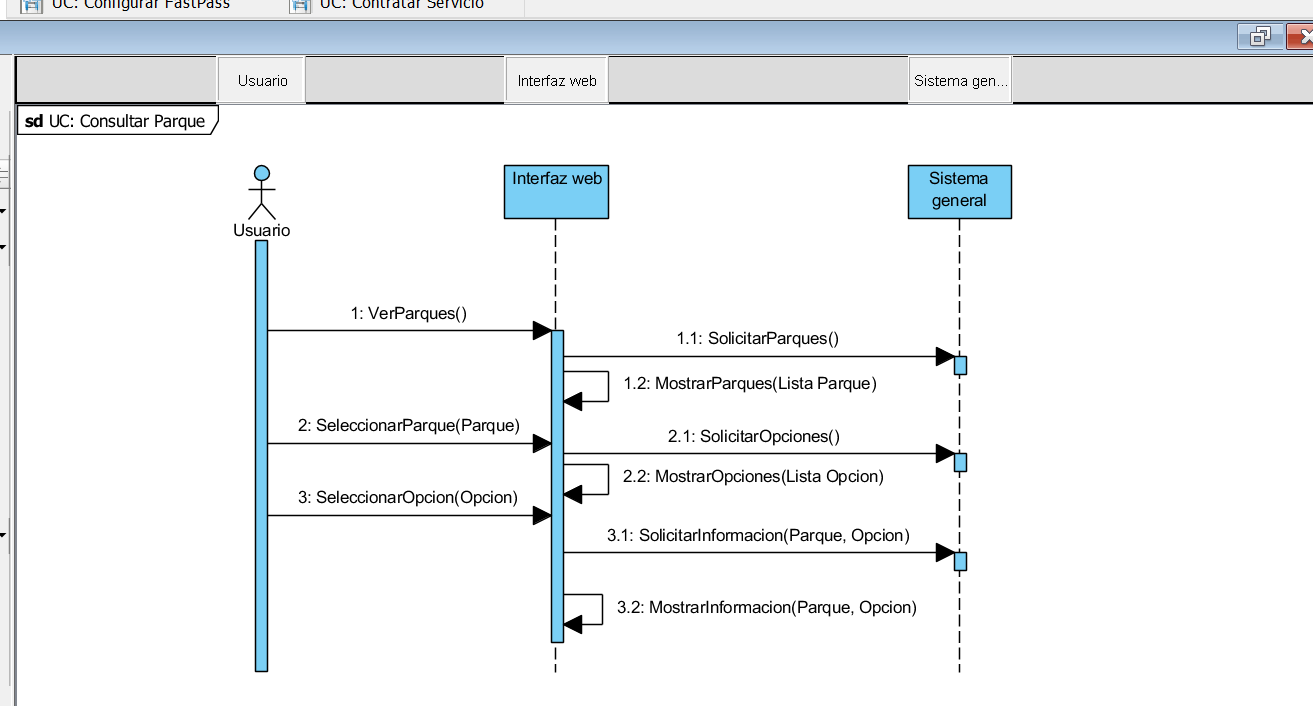 UC: Configurar FastPass
UC: Contratar Servicio
Usuario
Interfaz web
Sistema gen...
sd UC: Consultar Parque
Interfaz web
Sistema
general
Usuario
1: VerParques()
1.1: SolicitarParques()
1.2: MostrarParques(Lista Parque)
2: SeleccionarParque(Parque)
2.1: SolicitarOpciones()
2.2: MostrarOpciones(Lista Opcion)
3: SeleccionarOpcion(Opcion)
3.1: SolicitarInformacion(Parque, Opcion)
3.2: MostrarInformacion(Parque, Opcion)